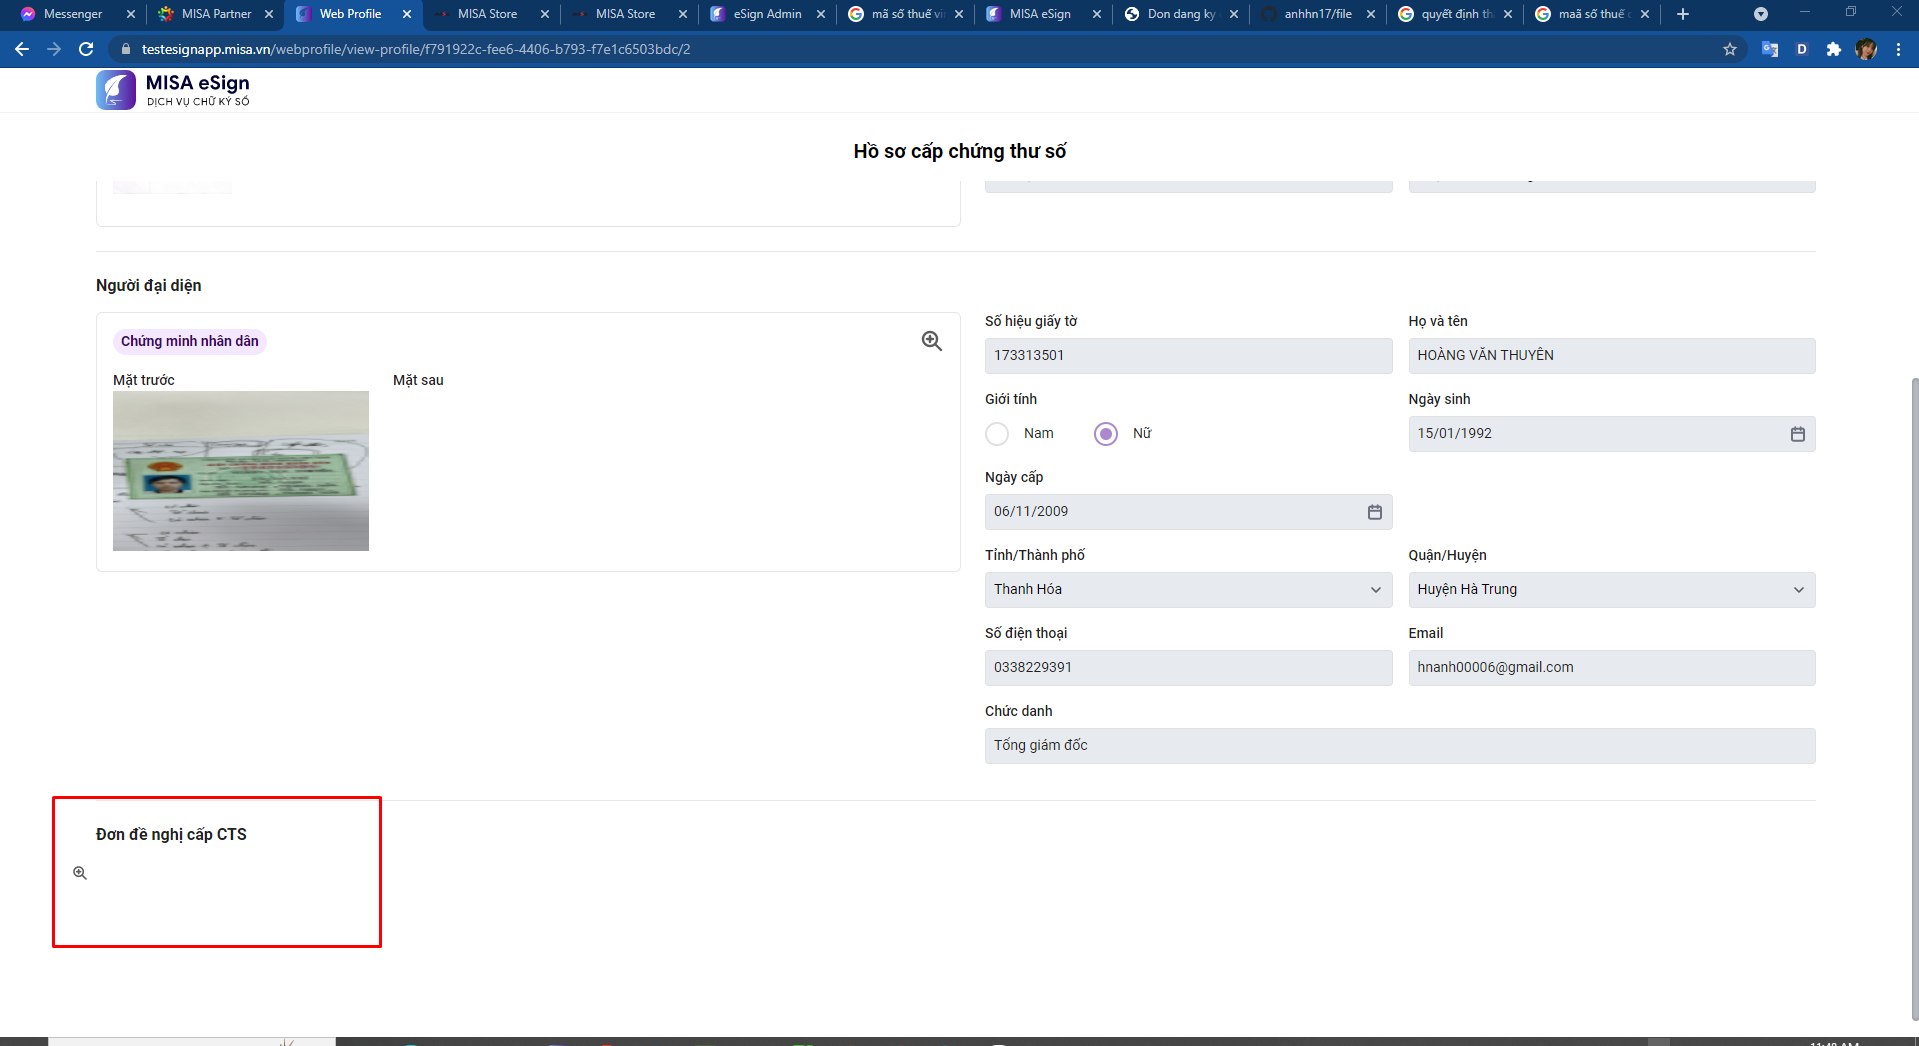 Messenger
MISA Partner
Web Profile
MISA Store
MISA Store
eSign Admin
mã số thuế vi
MISA eSign
Don dang ky
anhhn17/file
quyết định th
maã số thuế c
testesignapp.misa.vn/webprofile/view-profile/f791922c-fee6-4406-b793-f7e1c6503bdc/2
MISA eSign
DỊCH VỤ CHỮ KÝ SỐ
Hồ sơ cấp chứng thư số
Người đại diện
Chứng minh nhân dân
Mặt trước
Mặt sau
Số hiệu giấy tờ
173313501
Họ và tên
HOÀNG VĂN THUYÊN
Giới tính
Nam
Nữ
Ngày sinh
15/01/1992
Ngày cấp
06/11/2009
Tỉnh/Thành phố
Thanh Hóa
Quận/Huyện
Huyện Hà Trung
Số điện thoại
0338229391
Email
hnanh00006@gmail.com
Chức danh
Tổng giám đốc
Đơn đề nghị cấp CTS